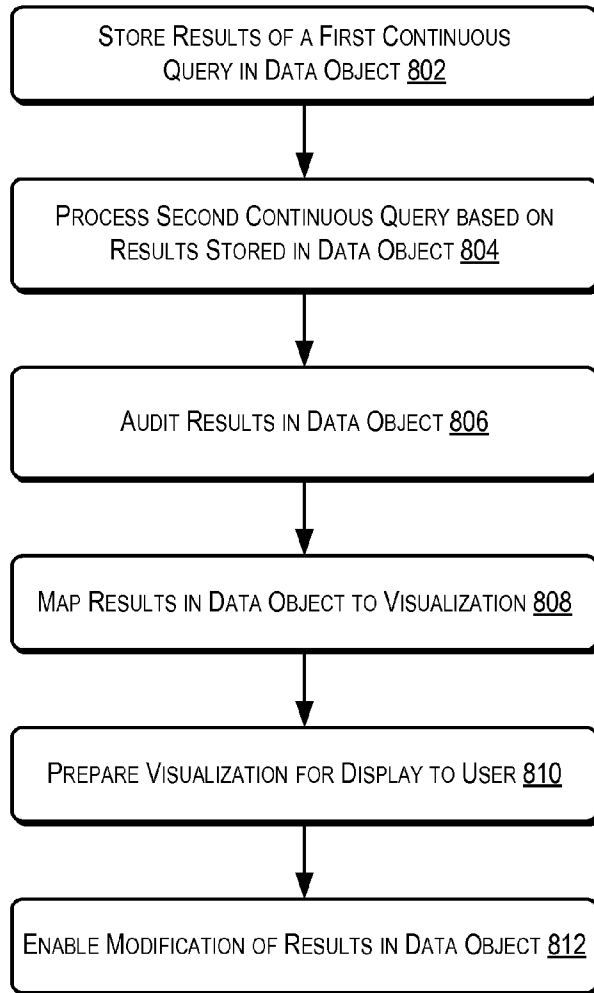 STORE RESULTS OF A FIRST CONTINUOUS
QUERY IN DATA OBJECT 802
PROCESS SECOND CONTINUOUS QUERY BASED ON
RESULTS STORED IN DATA OBJECT 804
AUDIT RESULTS IN DATA OBJECT 806
MAP RESULTS IN DATA OBJECT TO VISUALIZATION 808
PREPARE VISUALIZATION FOR DISPLAY TO USER 810
ENABLE MODIFICATION OF RESULTS IN DATA OBJECT 812